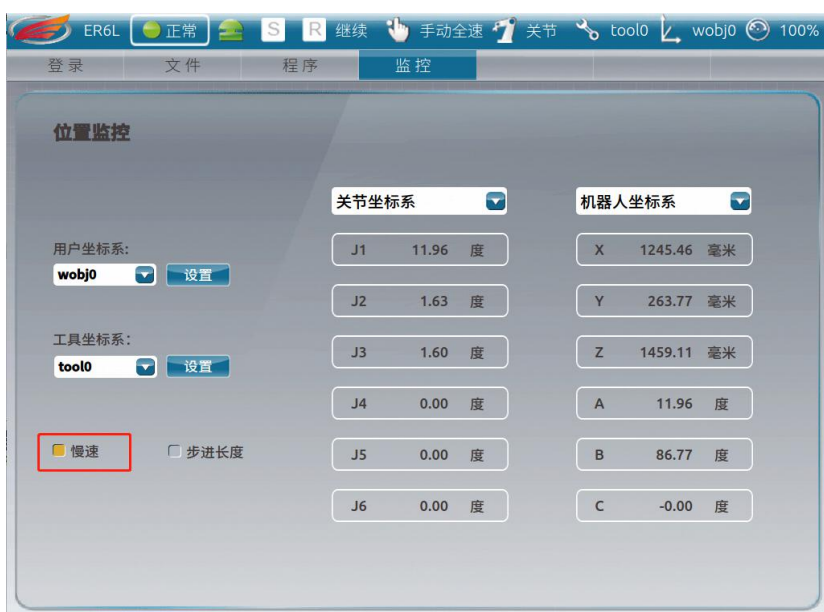 ER6L 正常 S R 继续 手动全速 关节 tool0 wobj0 100%
登录 文件 程序 监控
位置监控
关节坐标系 机器人坐标系
用户坐标系:
wobj0 设置
工具坐标系:
tool0 设置
慢速 步进长度
J1 11.96 度
J2 1.63 度
J3 1.60 度
J4 0.00 度
J5 0.00 度
J6 0.00 度
X 1245.46 毫米
Y 263.77 毫米
Z 1459.11 毫米
A 11.96 度
B 86.77 度
C -0.00 度